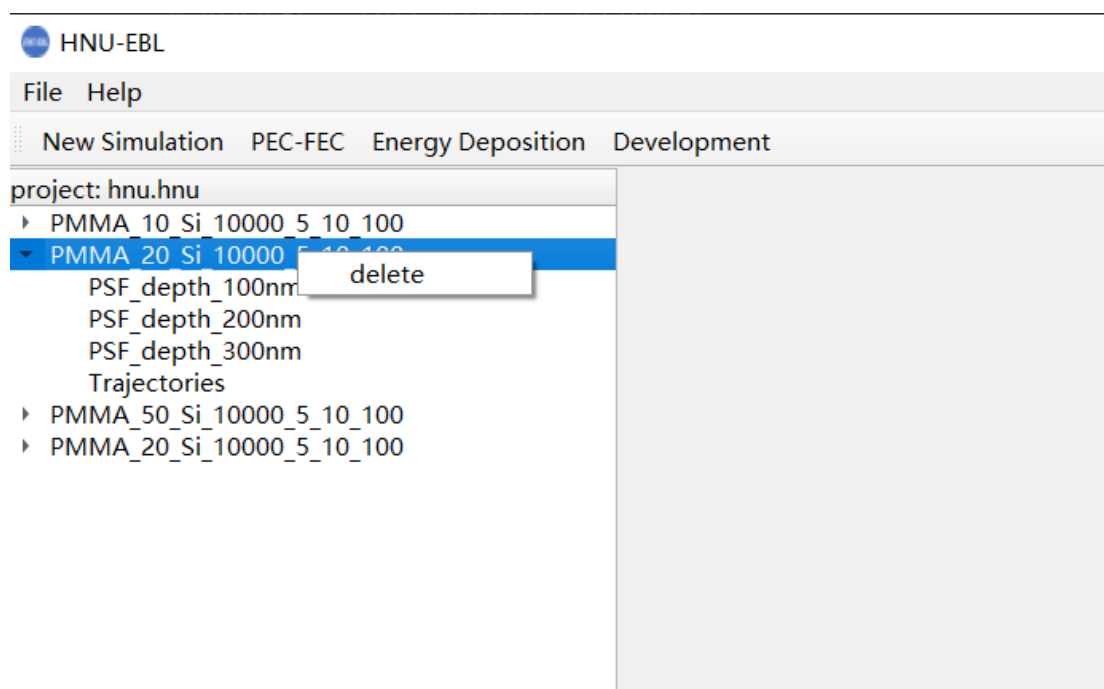 HNU-EBL
File Help
New Simulation PEC-FEC Energy Deposition Development
project: hnu.hnu
PMMA_10_Si_10000_5_10_100
PMMA_20_Si_10000_5_10_100
delete
PSF_depth_100nm
PSF_depth_200nm
PSF_depth_300nm
Trajectories
PMMA_50_Si_10000_5_10_100
PMMA_20_Si_10000_5_10_100